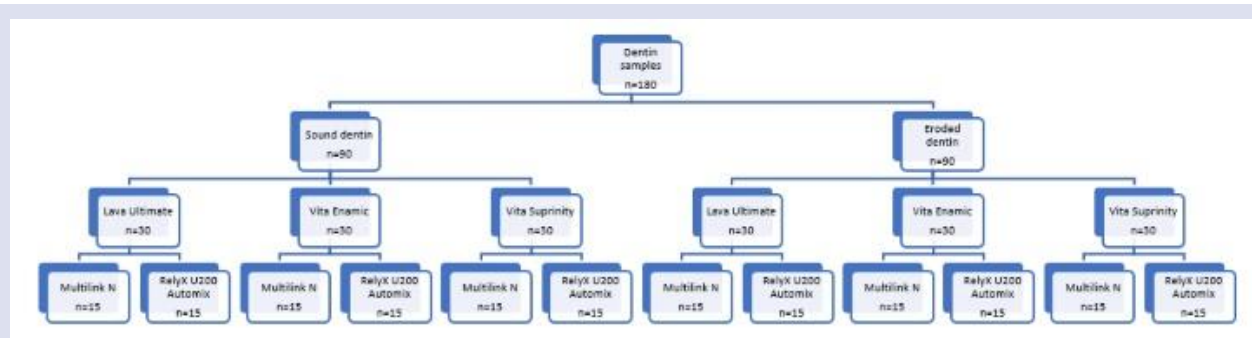 Dentin
samples
n=180
Sound dentin
n=90
Eroded
dentin
n=90
Lava Ultimate
n=30
Vita Enamic
n=30
Vita Suprinity
n=30
Lava Ultimate
n=30
Vita Enamic
n=30
Vita Suprinity
n=30
Multilink N
n=15
RelyX U200
Automix
n=15
Multilink N
n=15
RelyX U200
Automix
n=15
Multilink N
n=15
RelyX U200
Automix
n=15
Multilink N
n=15
RelyX U200
Automix
n=15
Multilink N
n=15
RelyX U200
Automix
n=15
Multilink N
n=15
RelyX U200
Automix
n=15